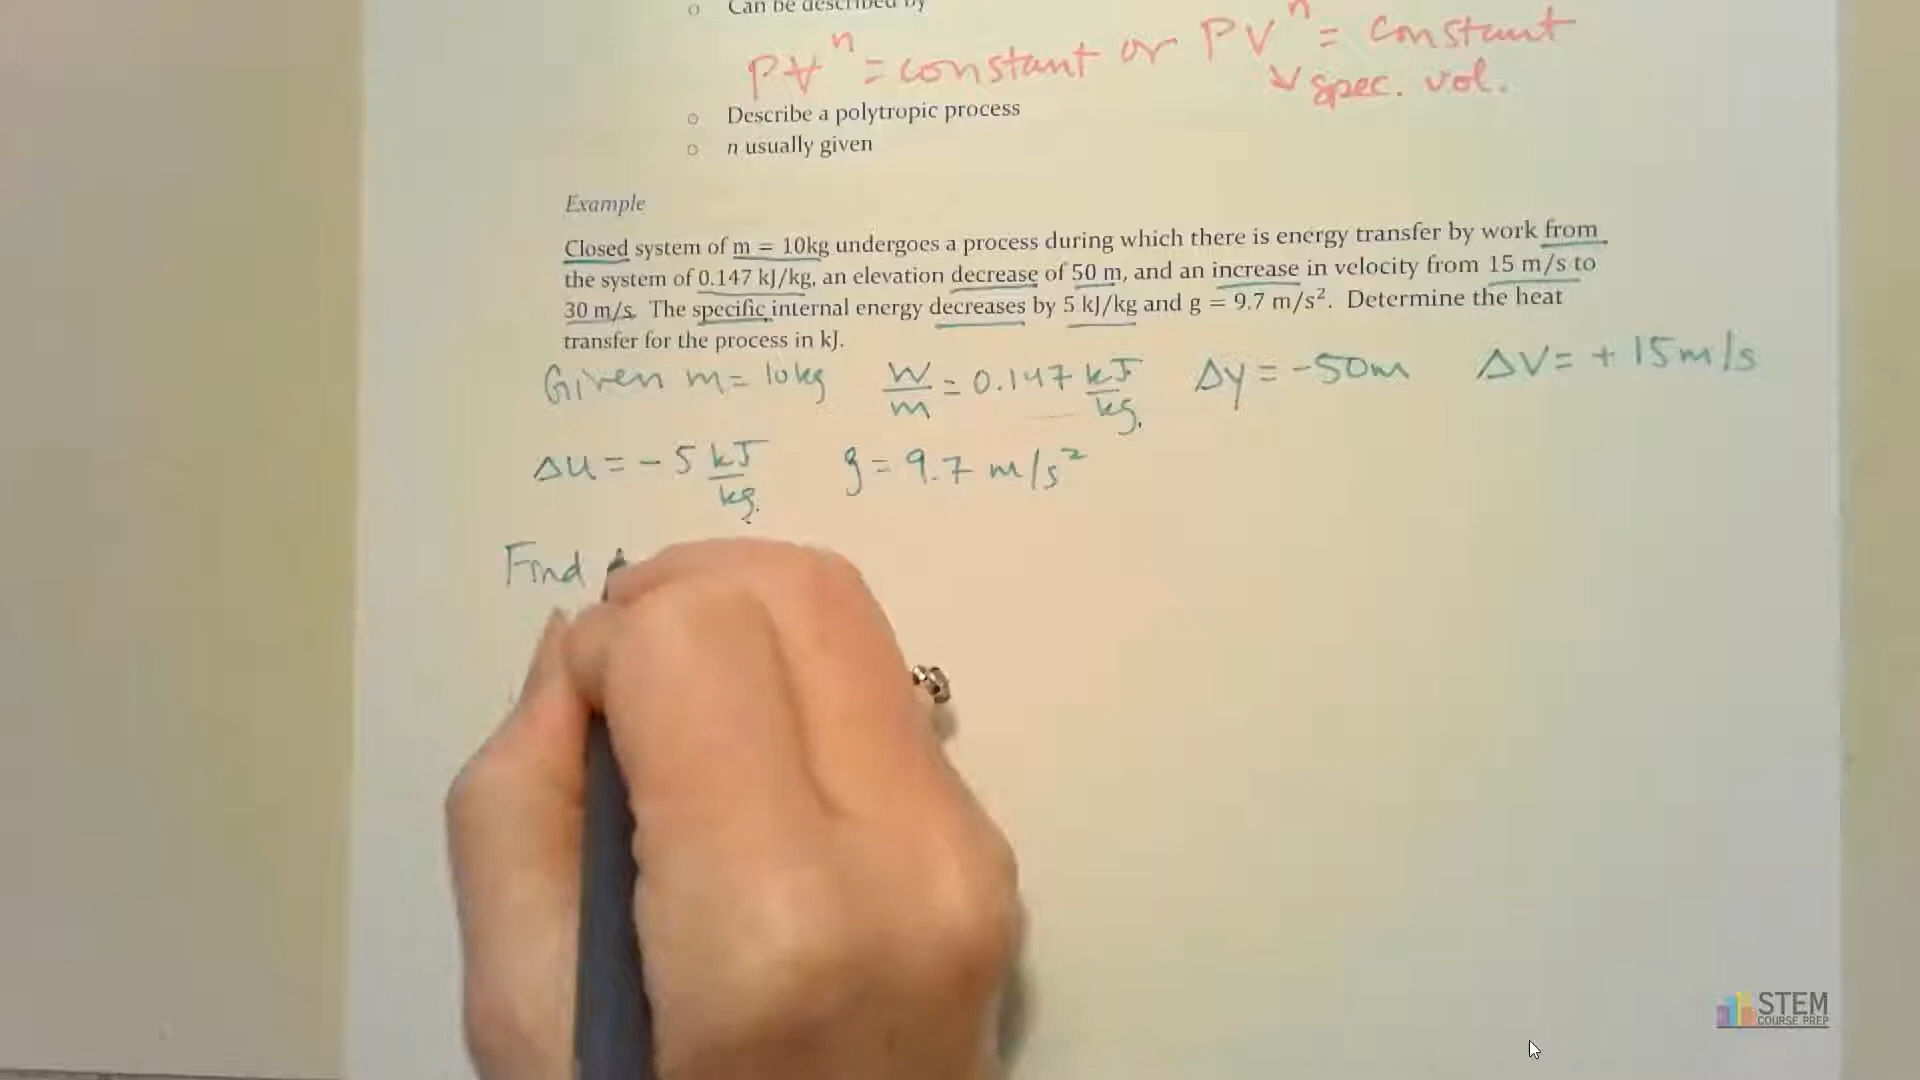 Can be described by
PVⁿ = constant or PVⁿ = constant
↘ spec. vol.
Describe a polytropic process
n usually given
Example
Closed system of m = 10kg undergoes a process during which there is energy transfer by work from
the system of 0.147 kJ/kg, an elevation decrease of 50 m, and an increase in velocity from 15 m/s to
30 m/s. The specific internal energy decreases by 5 kJ/kg and g = 9.7 m/s². Determine the heat
transfer for the process in kJ.
Given m = 10kg W/m = 0.147 kJ/kg. Δy = -50m ΔV = +15m/s
Δu = -5 kJ/kg. g = 9.7 m/s²
Find
STEM
COURSE PREP